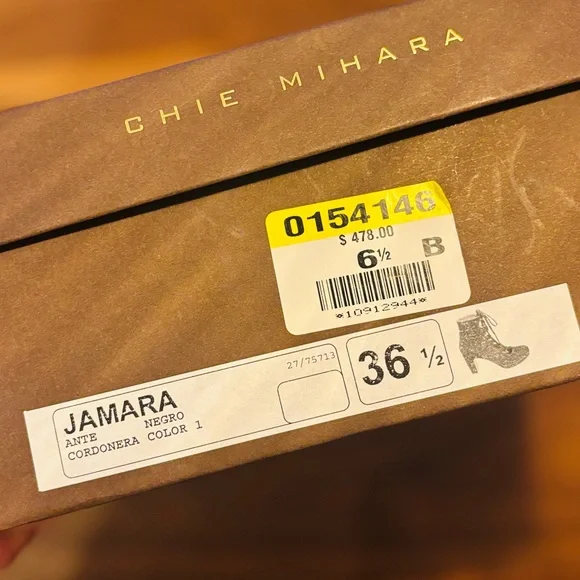 CHIE MIHARA
0154146
$ 478.00
6½ B
*10912944*
27/75713
JAMARA
ANTE NEGRO
CORDONERA COLOR 1
36 ½